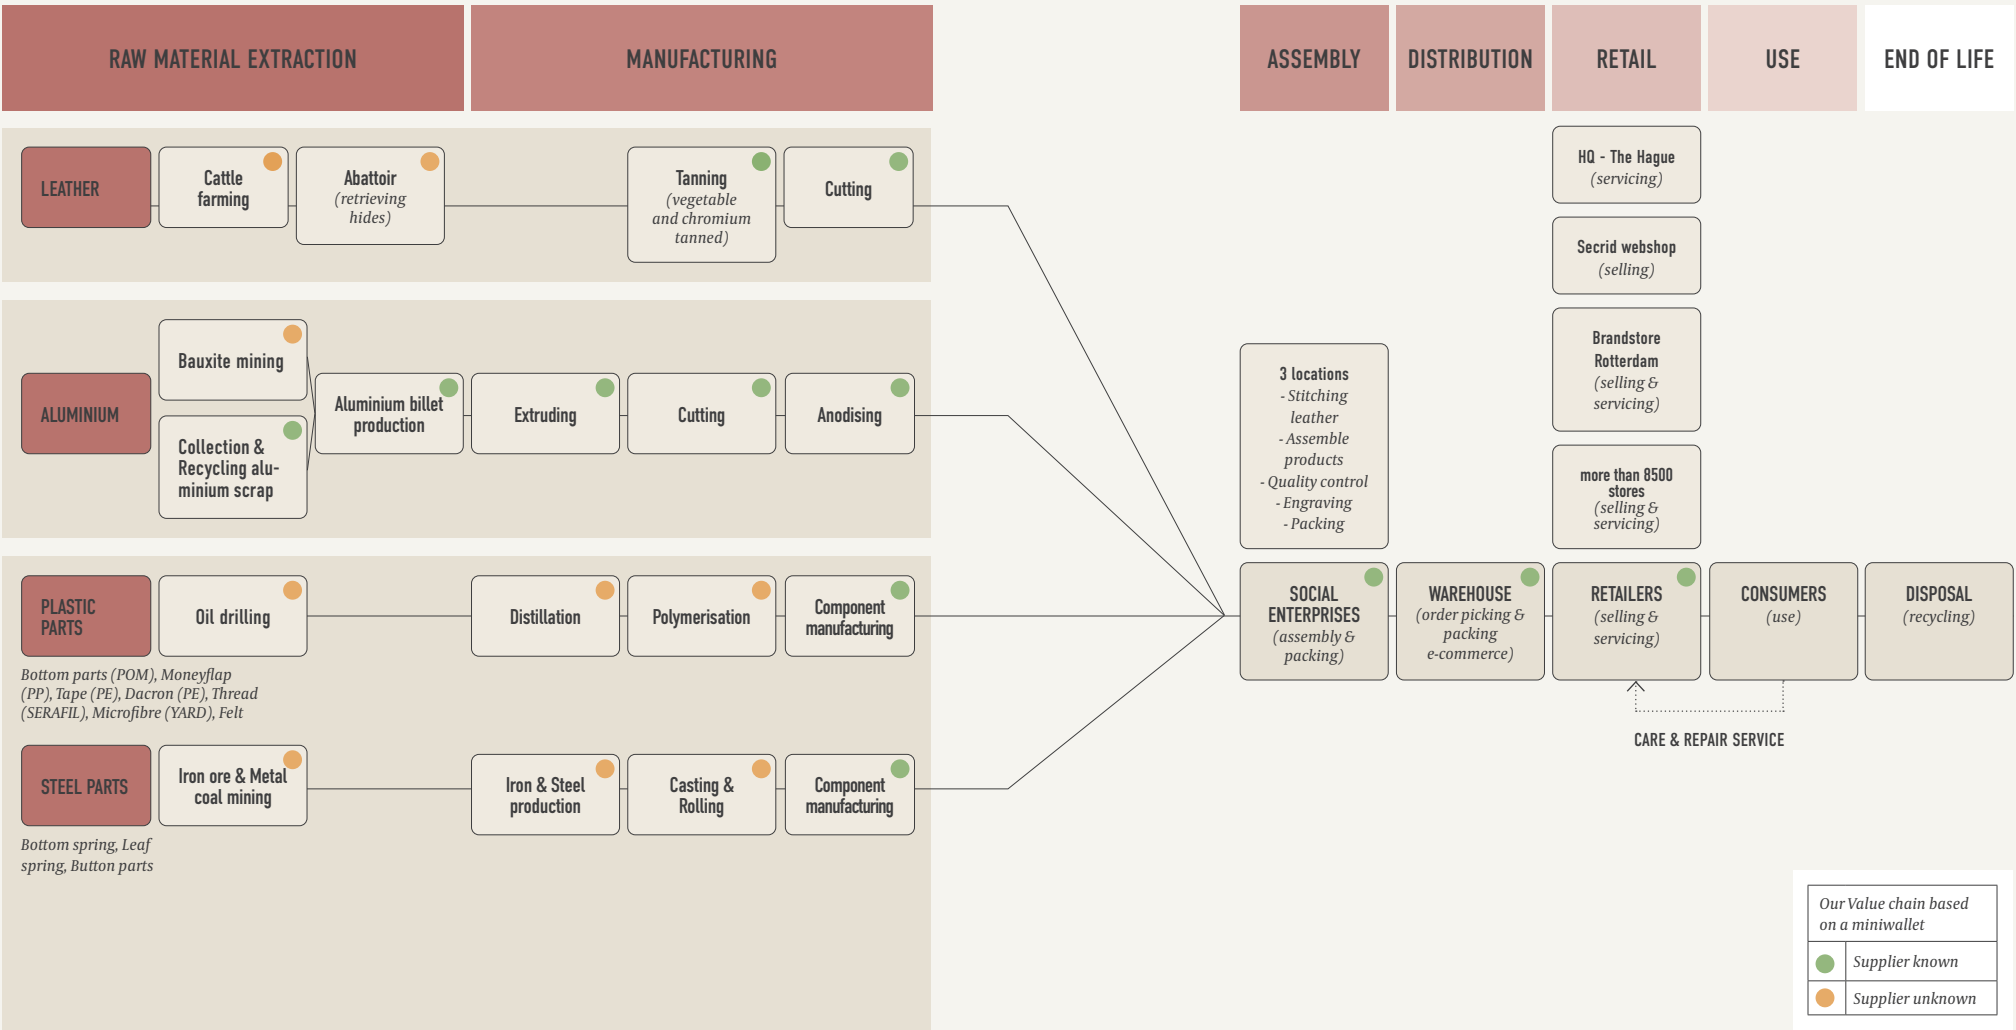 RAW MATERIAL EXTRACTION
MANUFACTURING
ASSEMBLY
DISTRIBUTION
RETAIL
USE
END OF LIFE
LEATHER
Cattle
farming
Abattoir
(retrieving
hides)
Tanning
(vegetable
and chromium
tanned)
Cutting
ALUMINIUM
Bauxite mining
Collection &
Recycling alu-
minium scrap
Aluminium billet
production
Extruding
Cutting
Anodising
PLASTIC
PARTS
Oil drilling
Distillation
Polymerisation
Component
manufacturing
Bottom parts (POM), Moneyflap
(PP), Tape (PE), Dacron (PE), Thread
(SERAFIL), Microfibre (YARD), Felt
STEEL PARTS
Iron ore & Metal
coal mining
Iron & Steel
production
Casting &
Rolling
Component
manufacturing
Bottom spring, Leaf
spring, Button parts
3 locations
- Stitching
leather
- Assemble
products
- Quality control
- Engraving
- Packing
SOCIAL
ENTERPRISES
(assembly &
packing)
WAREHOUSE
(order picking &
packing
e-commerce)
HQ - The Hague
(servicing)
Secrid webshop
(selling)
Brandstore
Rotterdam
(selling &
servicing)
more than 8500
stores
(selling &
servicing)
RETAILERS
(selling &
servicing)
CONSUMERS
(use)
DISPOSAL
(recycling)
CARE & REPAIR SERVICE
Our Value chain based
on a miniwallet
Supplier known
Supplier unknown